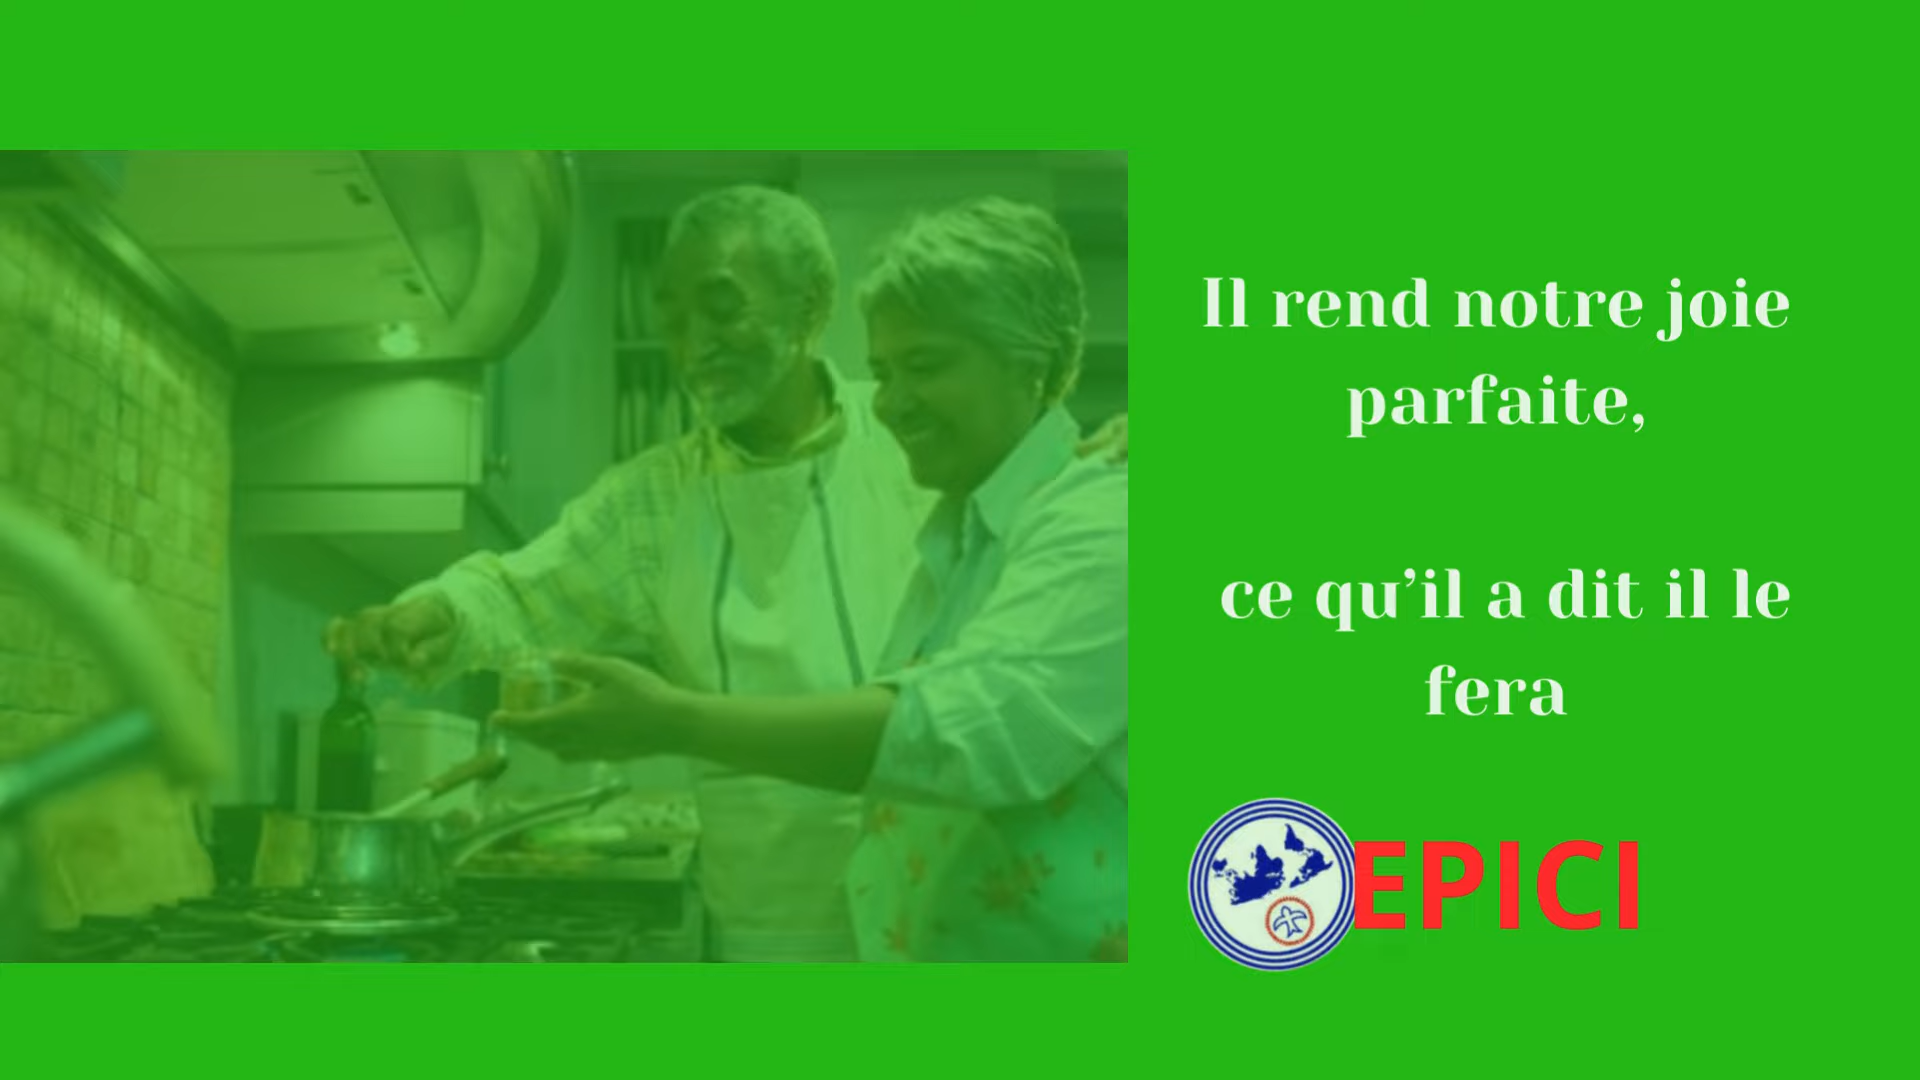 Il rend notre joie
parfaite,
ce qu’il a dit il le
fera
EPICI